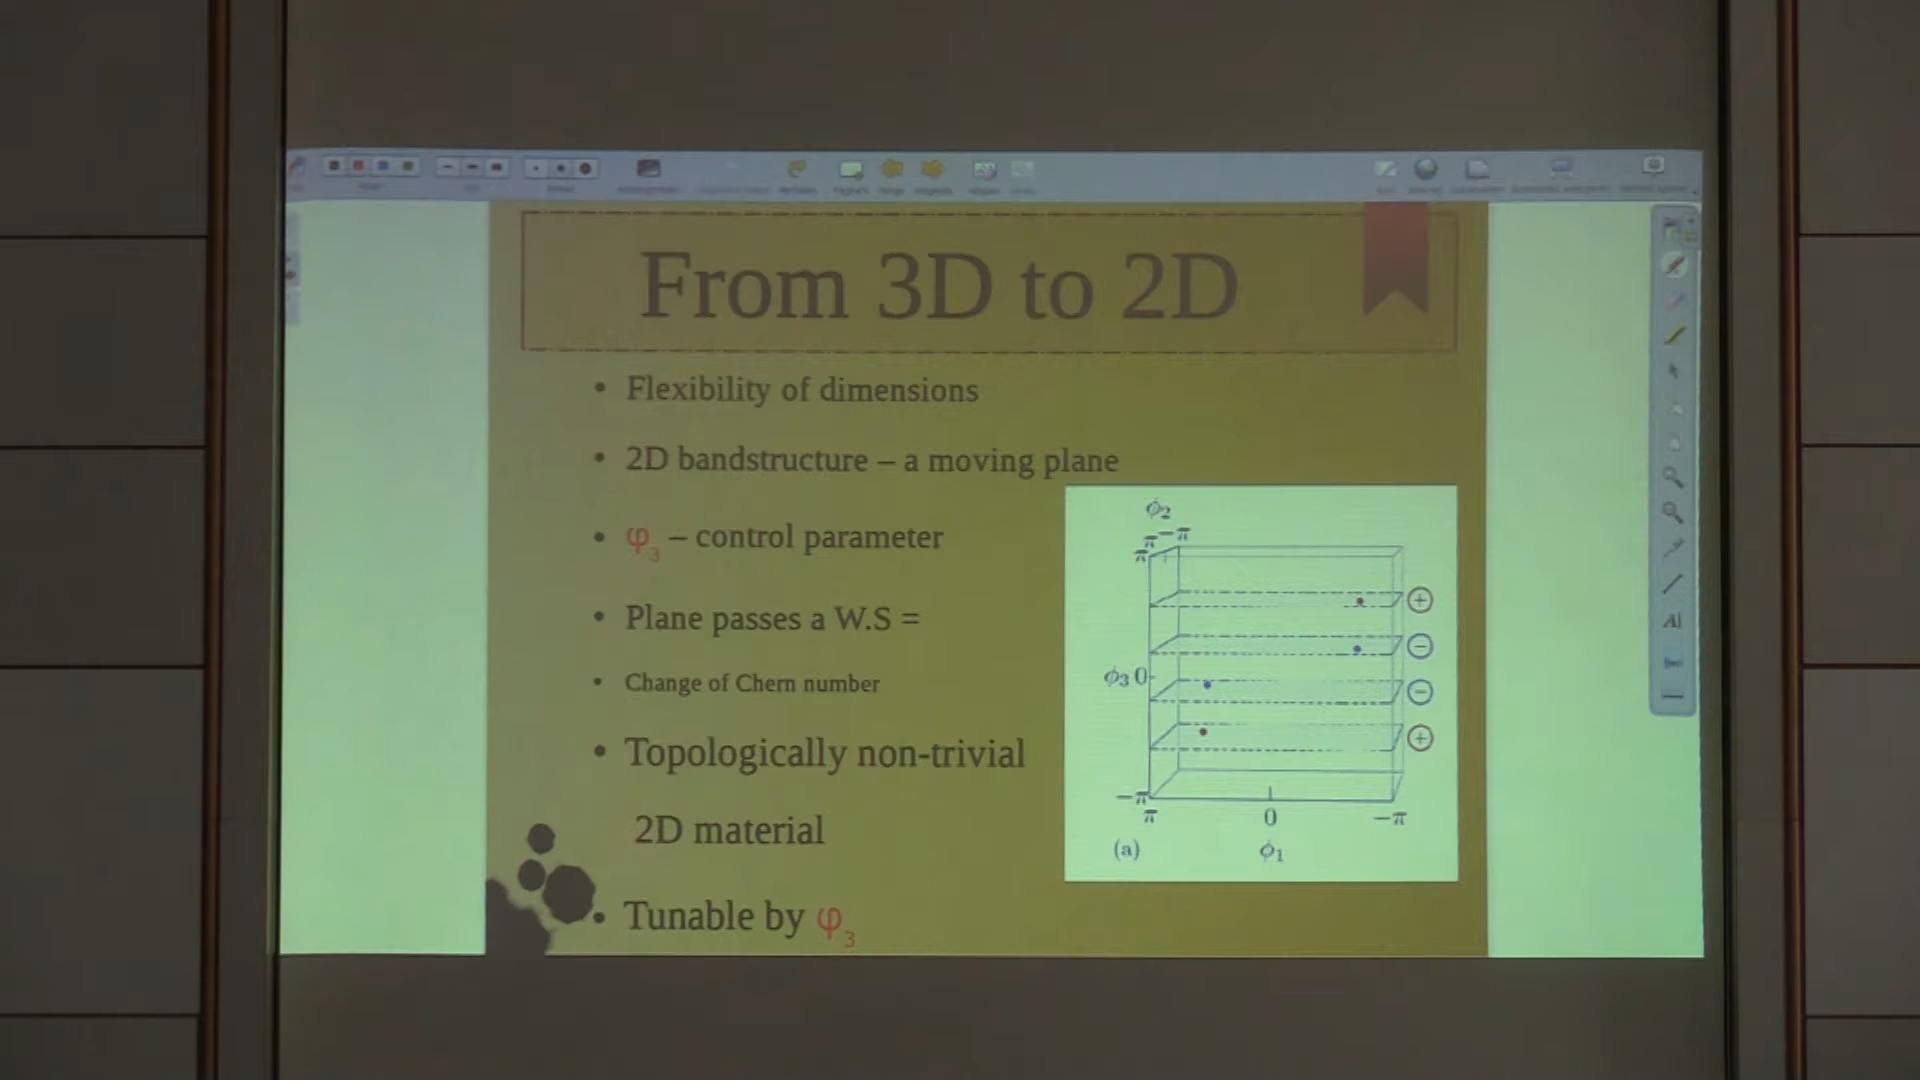 From 3D to 2D
• Flexibility of dimensions
• 2D bandstructure – a moving plane
• φ3 – control parameter
• Plane passes a W.S =
• Change of Chern number
• Topologically non-trivial
2D material
• Tunable by φ3
ϕ2
π −π
π
ϕ3 0
−π
π 0 −π
(a) ϕ1
+
−
−
+
A